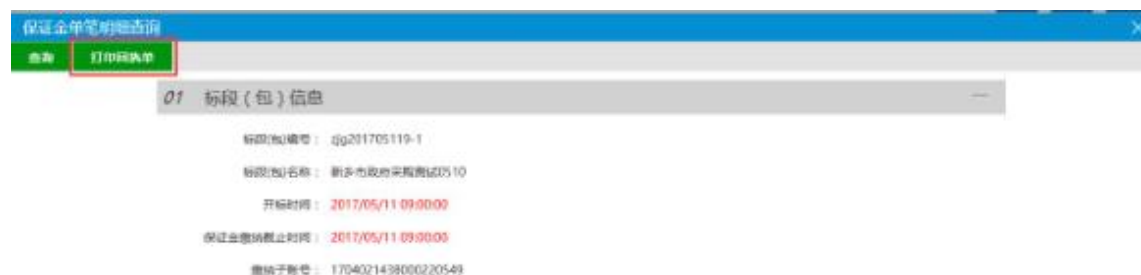 保证金单笔明细查询
查询 打印回执单
01 标段（包）信息
标段(包)编号： zjg201705119-1
标段(包)名称： 新乡市政府采购测试0510
开标时间： 2017/05/11 09:00:00
保证金缴纳截止时间： 2017/05/11 09:00:00
缴纳子账号： 1704021438000220549